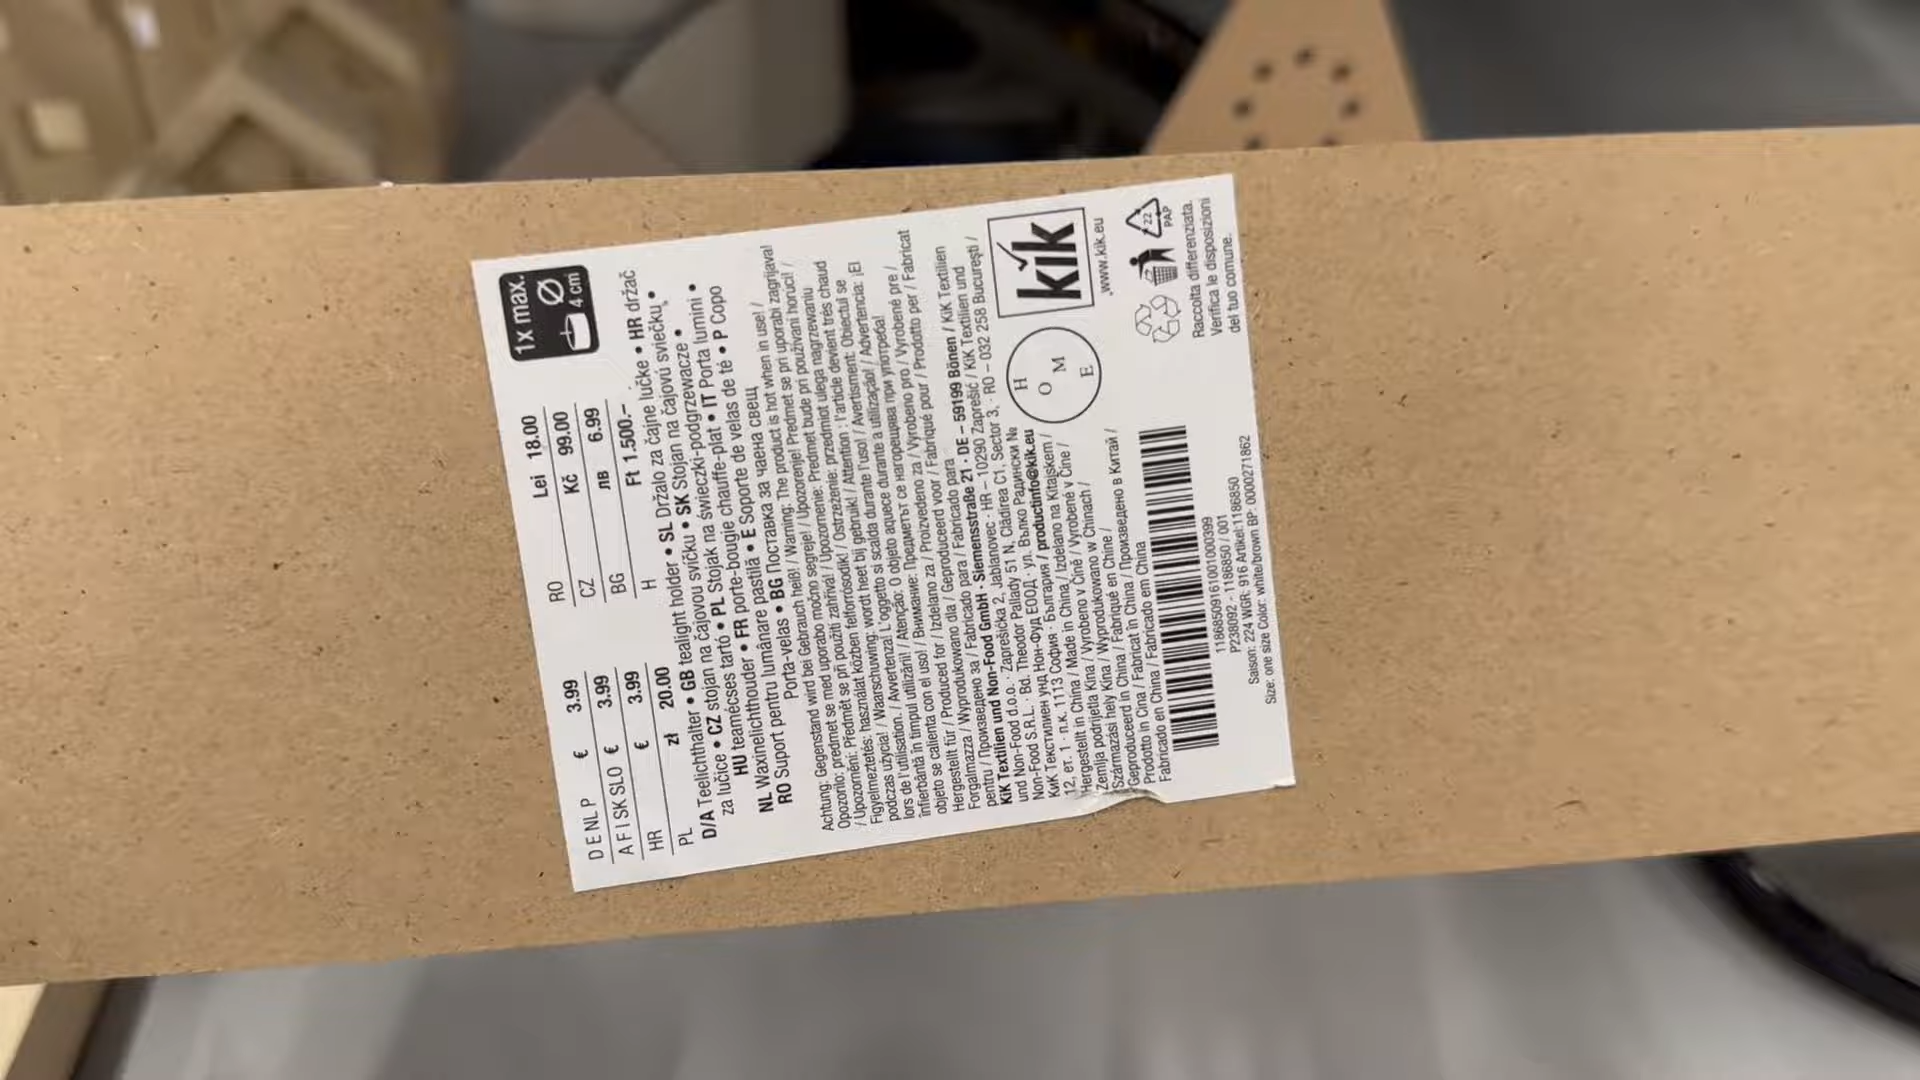 1x max.
Ø
4 cm
D E NL P € 3.99
A F I SK SLO € 3.99
HR € 3.99
PL zł 20.00
RO Lei 18.00
CZ Kč 99.00
BG лв 6.99
H Ft 1.500.–
D/A Teelichthalter • GB tealight holder • SL Držalo za čajne lučke • HR držač
za lučice • CZ stojan na čajovou svíčku • SK Stojan na čajovú sviečku •
HU teamécses tartó • PL Stojak na świeczki-podgrzewacze •
NL Waxinelichthouder • FR porte-bougie chauffe-plat • IT Porta lumini •
RO Suport pentru lumânare pastilă • E Soporte de velas de té • P Copo
Porta-velas • BG Поставка за чаена свещ
Achtung: Gegenstand wird bei Gebrauch heiß! / Warning: The product is hot when in use! /
Opozorilo: predmet se med uporabo močno segreje! / Upozorenje! Predmet se pri uporabi zagrijava!
/ Upozornění: Předmět se při použití zahřívá! / Upozornenie: Predmet bude pri používaní horúci! /
Figyelmeztetés: használat közben felforrósodik! / Ostrzeżenie: przedmiot ulega nagrzewaniu
podczas użycia! / Waarschuwing: wordt heet bij gebruik! / Attention : l'article devient très chaud
lors de l'utilisation. / Avvertenza! L'oggetto si scalda durante l'uso! / Avertisment: Obiectul se
înfierbântă în timpul utilizării! / Atenção: O objeto aquece durante a utilização! / Advertencia: ¡El
objeto se calienta con el uso! / Внимание: Предметът се нагорещява при употреба!
Hergestellt für / Produced for / Izdelano za / Proizvedeno za / Vyrobeno pro / Vyrobené pre /
Forgalmazza / Wyprodukowano dla / Geproduceerd voor / Fabriqué pour / Prodotto per / Fabricat
pentru / Произведено за / Fabricado para / Fabricado para
KiK Textilien und Non-Food GmbH · Siemensstraße 21 · DE – 59199 Bönen / KiK Textilien
und Non-Food d.o.o. · Zaprešička 2, Jablanovec · HR – 10290 Zaprešić / KiK Textilien und
Non-Food S.R.L. · Bd. Theodor Pallady 51 N, Clădirea C1, Sector 3, · RO – 032 258 București /
КиК Текстилиен унд Нон-Фуд ЕООД · ул. Вълко Радински №
12, ет. 1 · п.к. 1113 София · България / productinfo@kik.eu
Hergestellt in China / Made in China / Izdelano na Kitajskem /
Zemlja podrijetla Kina / Vyrobeno v Číně / Vyrobené v Číne /
Származási hely Kína / Wyprodukowano w Chinach /
Geproduceerd in China / Fabriqué en Chine /
Prodotto in Cina / Fabricat în China / Произведено в Китай /
Fabricado en China / Fabricado em China
H
O
M
E
kik
www.kik.eu
22
PAP
Raccolta differenziata.
Verifica le disposizioni
del tuo comune.
118685091611001000399
P238092 - 1186850 / 001
Saison: 224 WGR: 916 Artikel:1186850
Size: one size Color: white/brown BP: 0000271862